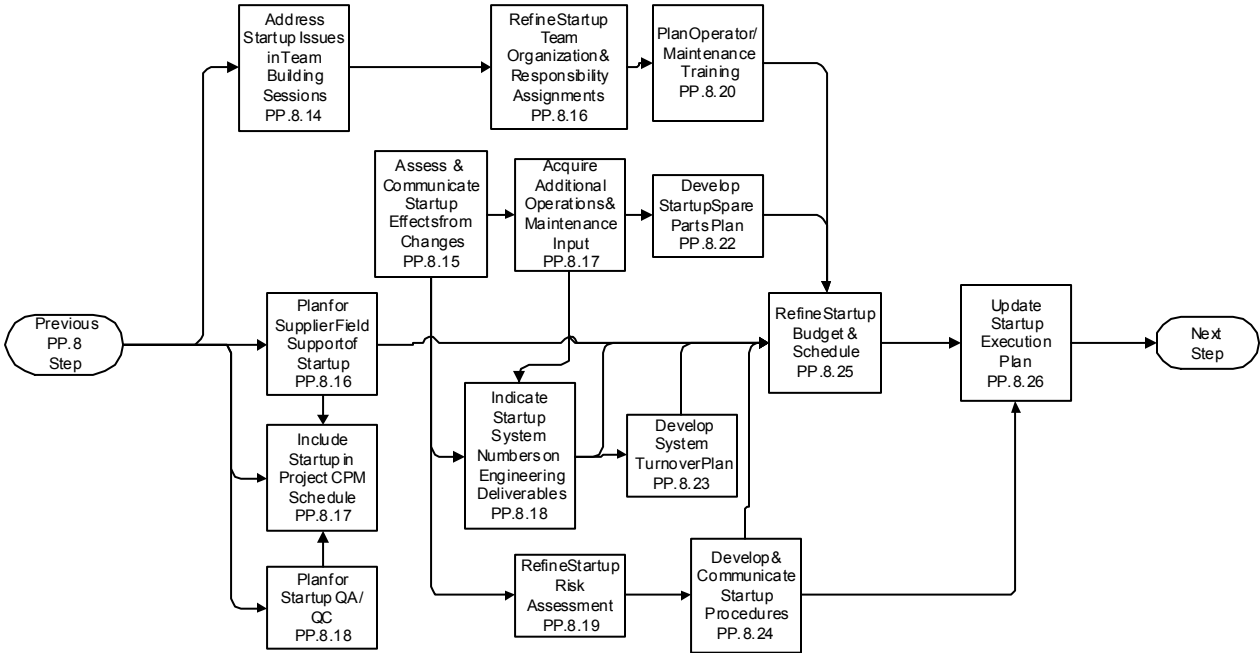 Address
Startup Issues
in Team
Building
Sessions
PP.8.14
Refine Startup
Team
Organization &
Responsibility
Assignments
PP.8.16
Plan Operator/
Maintenance
Training
PP.8.20
Assess &
Communicate
Startup
Effects from
Changes
PP.8.15
Acquire
Additional
Operations &
Maintenance
Input
PP.8.17
Develop
Startup Spare
Parts Plan
PP.8.22
Previous
PP.8
Step
Plan for
Supplier Field
Support of
Startup
PP.8.16
Refine Startup
Budget &
Schedule
PP.8.25
Update
Startup
Execution
Plan
PP.8.26
Next
Step
Include
Startup in
Project CPM
Schedule
PP.8.17
Indicate
Startup
System
Numbers on
Engineering
Deliverables
PP.8.18
Develop
System
Turnover Plan
PP.8.23
Plan for
Startup QA/
QC
PP.8.18
Refine Startup
Risk
Assessment
PP.8.19
Develop &
Communicate
Startup
Procedures
PP.8.24